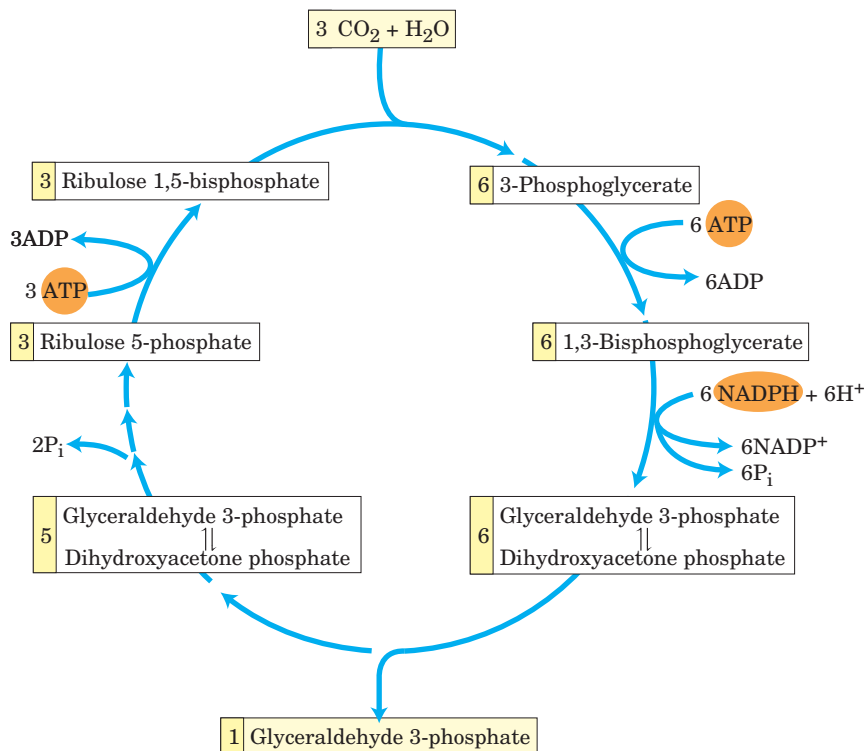 3 CO₂ + H₂O
3 Ribulose 1,5-bisphosphate
6 3-Phosphoglycerate
3ADP
6 ATP
3 ATP
6ADP
3 Ribulose 5-phosphate
6 1,3-Bisphosphoglycerate
6 NADPH + 6H⁺
2Pᵢ
6NADP⁺
6Pᵢ
5 Glyceraldehyde 3-phosphate
Dihydroxyacetone phosphate
6 Glyceraldehyde 3-phosphate
Dihydroxyacetone phosphate
1 Glyceraldehyde 3-phosphate